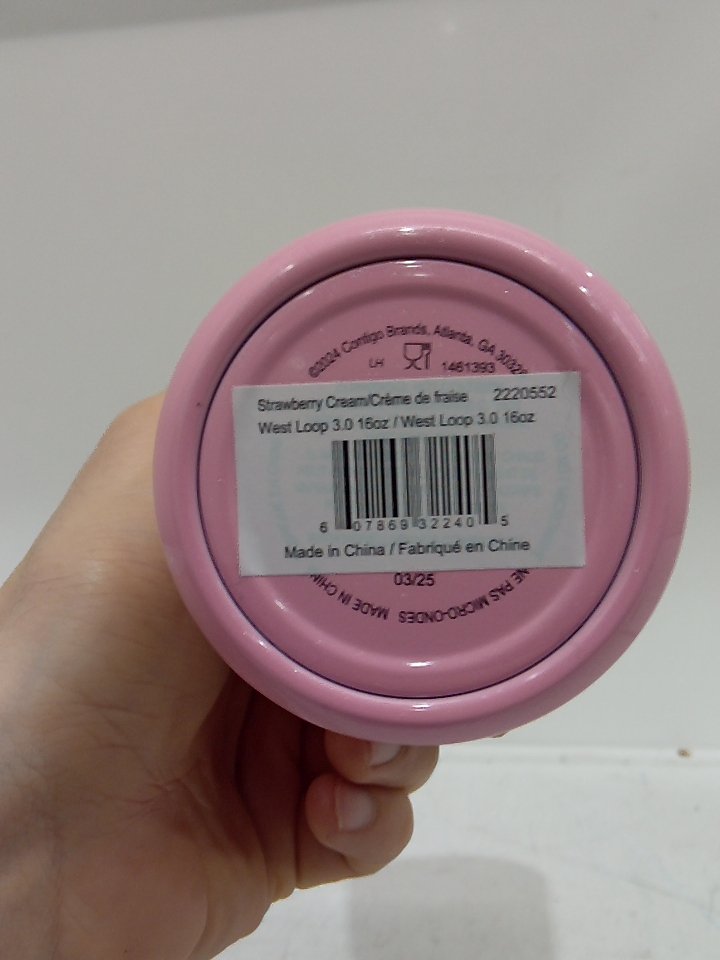 ©2024 Contigo Brands, Atlanta, GA
LH 1461393
Strawberry Cream/Crème de fraise 2220552
West Loop 3.0 16oz / West Loop 3.0 16oz
6 07869 32240 5
Made in China / Fabriqué en Chine
03/25
NE PAS MICRO-ONDES MADE IN